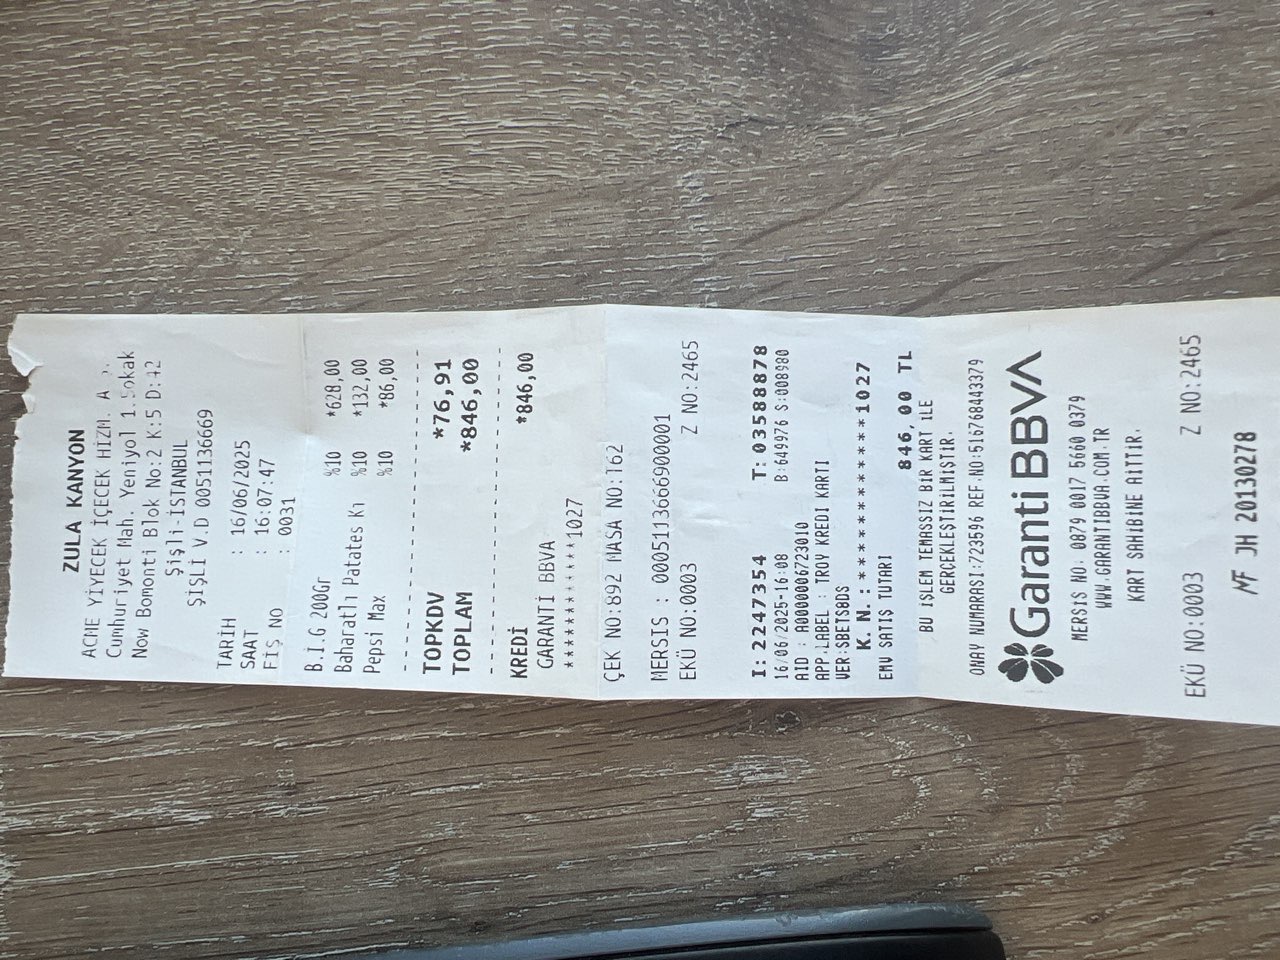 ZULA KANYON
ACME YİYECEK İÇECEK HİZM. A
Cumhuriyet Mah. Yeniyol 1.Sokak
Now Bomonti Blok No:2 K:5 D:42
Şişli-İSTANBUL
ŞİŞLİ V.D 0051136669
TARİH : 16/06/2025
SAAT : 16:07:47
FİŞ NO : 0031
B.İ.G 200Gr %10 *628,00
Baharatlı Patates Kı %10 *132,00
Pepsi Max %10 *86,00
TOPKDV *76,91
TOPLAM *846,00
KREDİ *846,00
GARANTİ BBVA
************1027
ÇEK NO:892 MASA NO:T62
MERSIS : 0005113666900001
EKÜ NO:0003 Z NO:2465
I: 2247354 T: 03588878
16/06/2025-16:08 B:649976 S:008980
AID : A0000006723010
APP.LABEL : TROY KREDI KARTI
VER:SBETS8DS
K. N. : ************1027
EMV SATIŞ TUTARI
846,00 TL
BU İŞLEM TEMASSIZ BİR KART İLE
GERÇEKLEŞTİRİLMİŞTİR.
ONAY NUMARASI:723596 REF.NO:516768443379
Garanti BBVA
MERSİS NO. 0879 0017 5660 0379
WWW.GARANTIBBVA.COM.TR
KART SAHİBİNE AİTTİR.
EKÜ NO:0003 Z NO:2465
MF JH 20130278